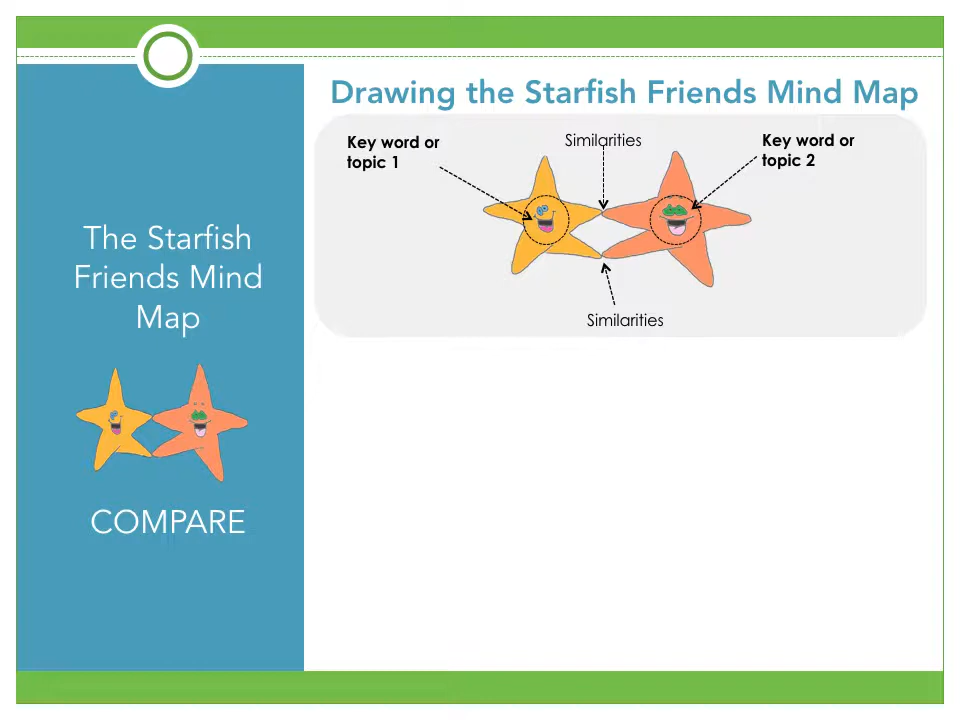 Drawing the Starfish Friends Mind Map
Key word or
topic 1
Similarities
Key word or
topic 2
Similarities
The Starfish
Friends Mind
Map
COMPARE